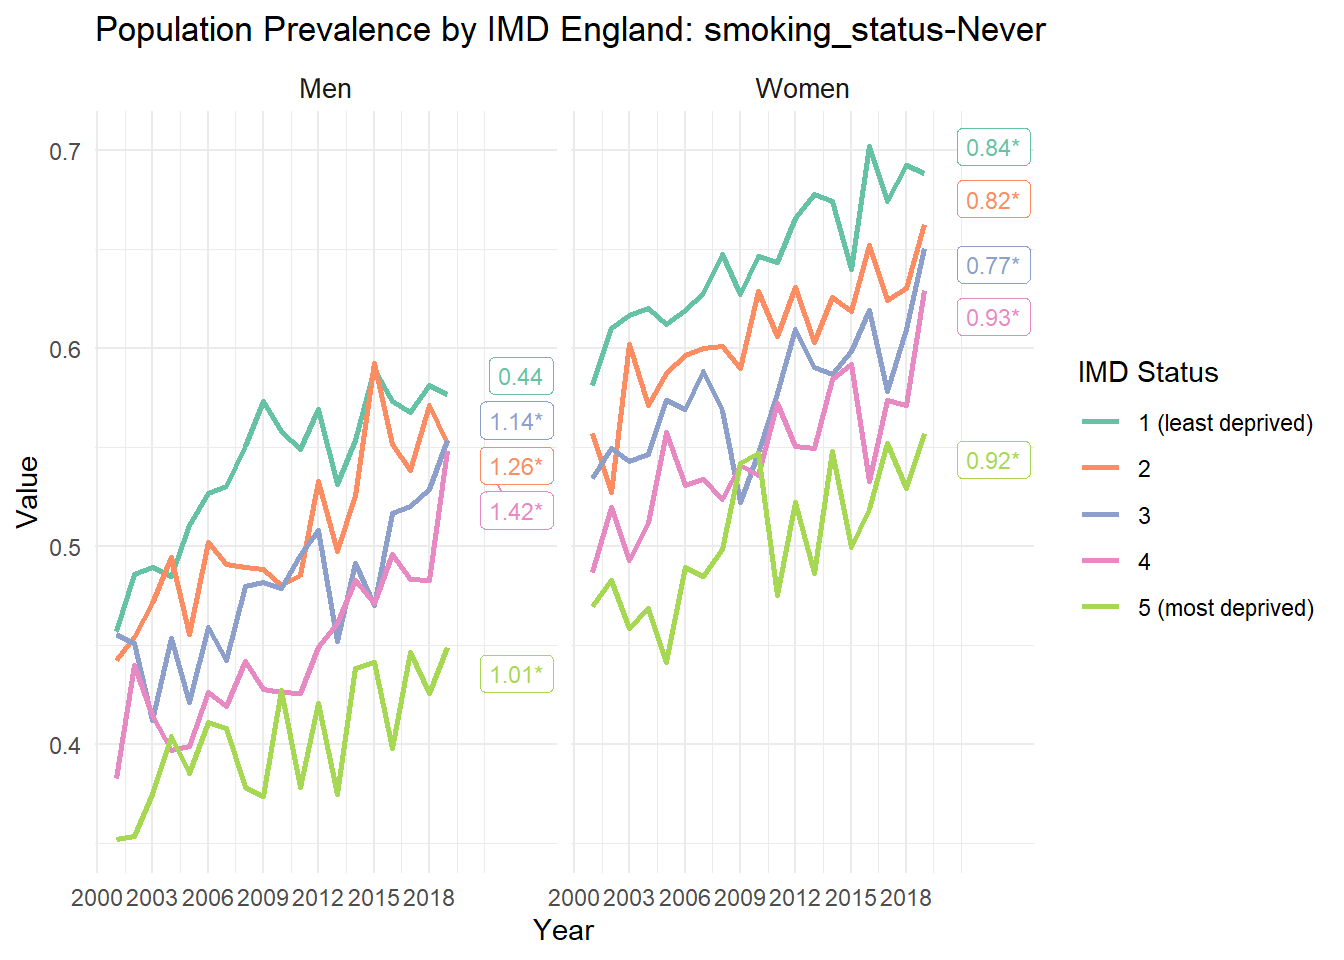 Population Prevalence by IMD England: smoking_status-Never
Men
Women
0.7
0.6
0.5
0.4
Value
0.44
1.14*
1.26*
1.42*
1.01*
0.84*
0.82*
0.77*
0.93*
0.92*
2000 2003 2006 2009 2012 2015 2018
2000 2003 2006 2009 2012 2015 2018
Year
IMD Status
1 (least deprived)
2
3
4
5 (most deprived)